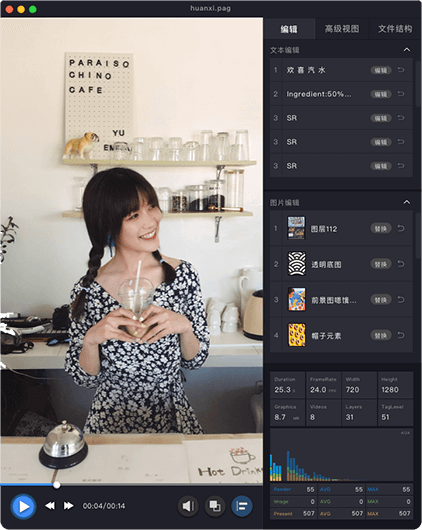 huanxi.pag
PARAISO
CHINO
CAFE
YU
Hot Drink
00:04/00:14
编辑 高级视图 文件结构
文本编辑
1 欢喜汽水 编辑
2 Ingredient:50%... 编辑
3 SR 编辑
3 SR 编辑
3 SR 编辑
图片编辑
1 图层112 替换
2 透明底图 替换
3 前景图嗯饿... 替换
4 帽子元素 替换
Duration FrameRate Width Height
25.3 24.0 720 1280
Graphics Videos Layers TagLevel
8.7 8 31 51
Render 55 AVG 55 MAX 55
Image 0 AVG 0 MAX 0
Present 507 AVG 507 MAX 507